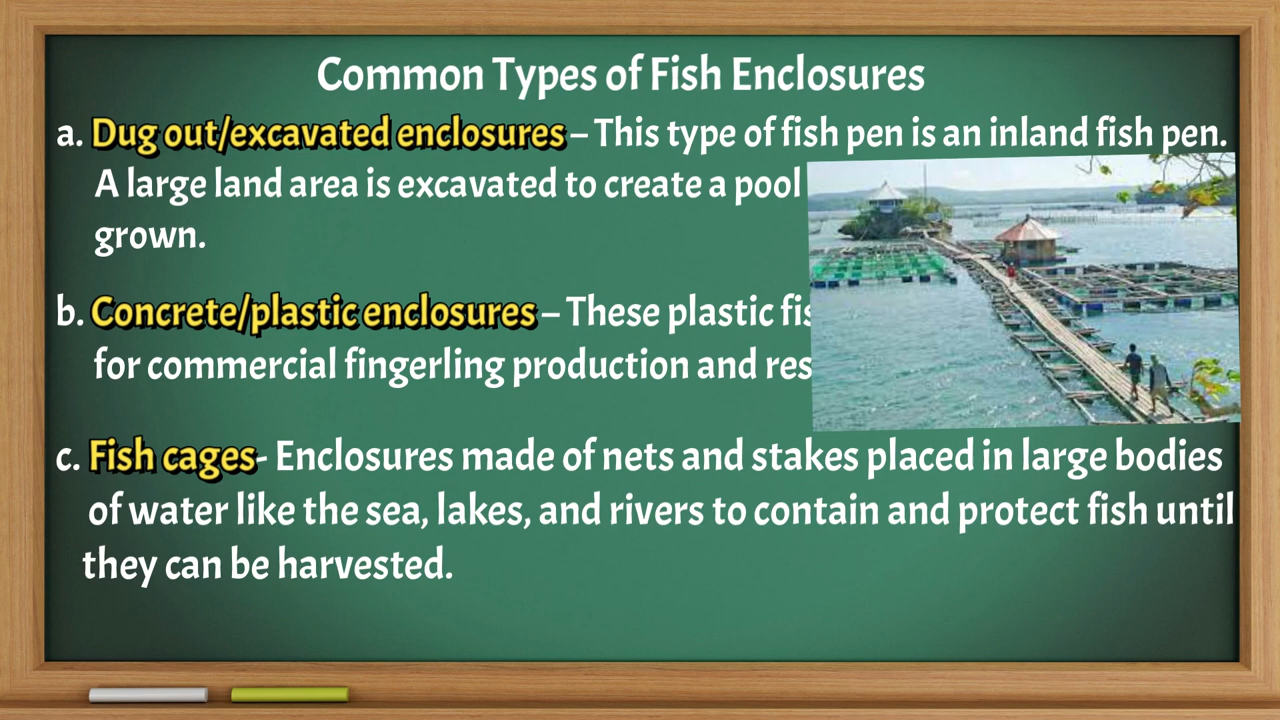 Common Types of Fish Enclosures
a. Dug out/excavated enclosures – This type of fish pen is an inland fish pen.
A large land area is excavated to create a pool
grown.
b. Concrete/plastic enclosures – These plastic
for commercial fingerling production and
c. Fish cages- Enclosures made of nets and stakes placed in large bodies
of water like the sea, lakes, and rivers to contain and protect fish until
they can be harvested.